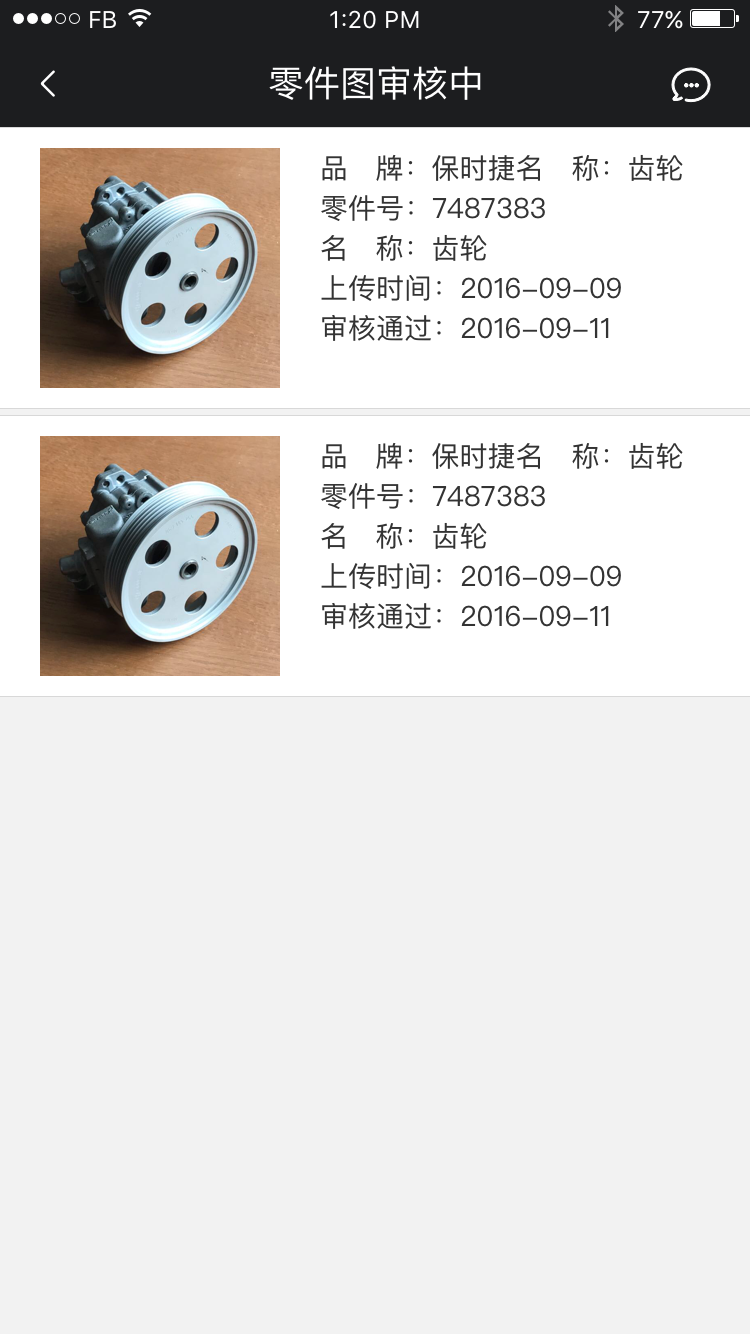 ●●●○○ FB 1:20 PM 77%
零件图审核中
品　牌：保时捷名　称：齿轮
零件号：7487383
名　称：齿轮
上传时间：2016-09-09
审核通过：2016-09-11
品　牌：保时捷名　称：齿轮
零件号：7487383
名　称：齿轮
上传时间：2016-09-09
审核通过：2016-09-11